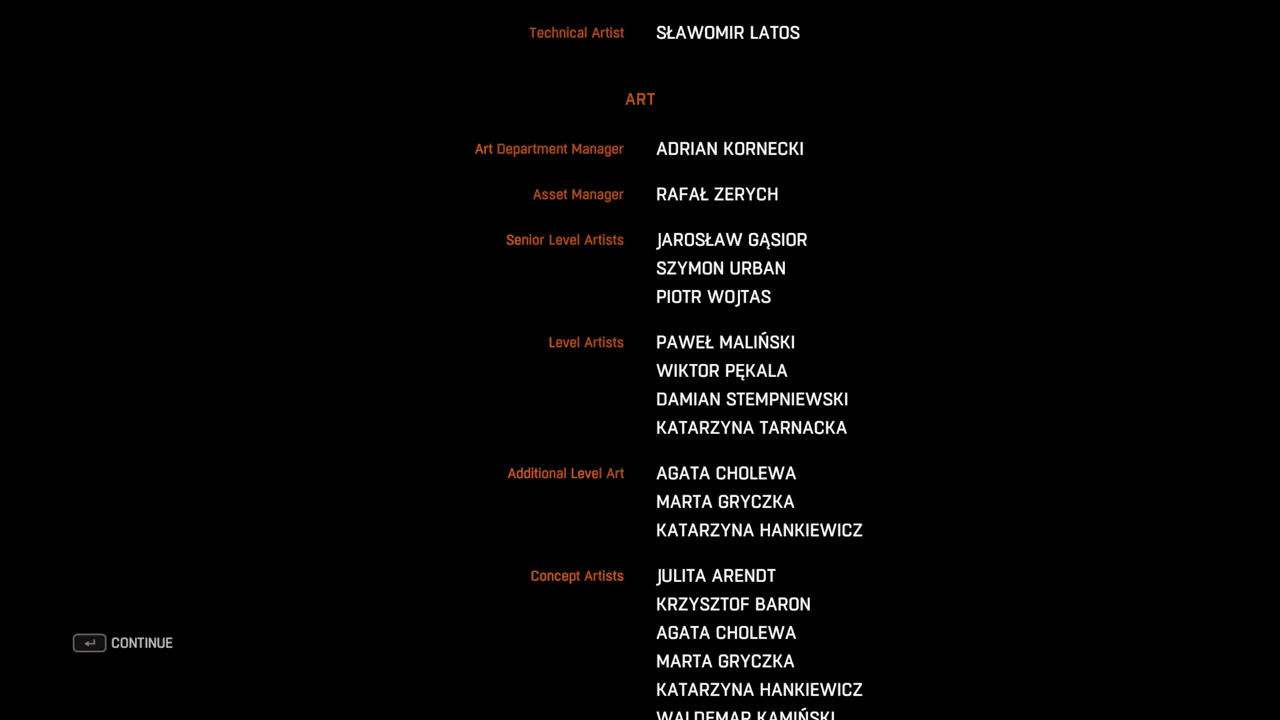 Technical Artist SŁAWOMIR LATOS
ART
Art Department Manager ADRIAN KORNECKI
Asset Manager RAFAŁ ZERYCH
Senior Level Artists JAROSŁAW GĄSIOR
SZYMON URBAN
PIOTR WOJTAS
Level Artists PAWEŁ MALIŃSKI
WIKTOR PĘKALA
DAMIAN STEMPNIEWSKI
KATARZYNA TARNACKA
Additional Level Art AGATA CHOLEWA
MARTA GRYCZKA
KATARZYNA HANKIEWICZ
Concept Artists JULITA ARENDT
KRZYSZTOF BARON
AGATA CHOLEWA
CONTINUE
MARTA GRYCZKA
KATARZYNA HANKIEWICZ
WALDEMAR KAMIŃSKI